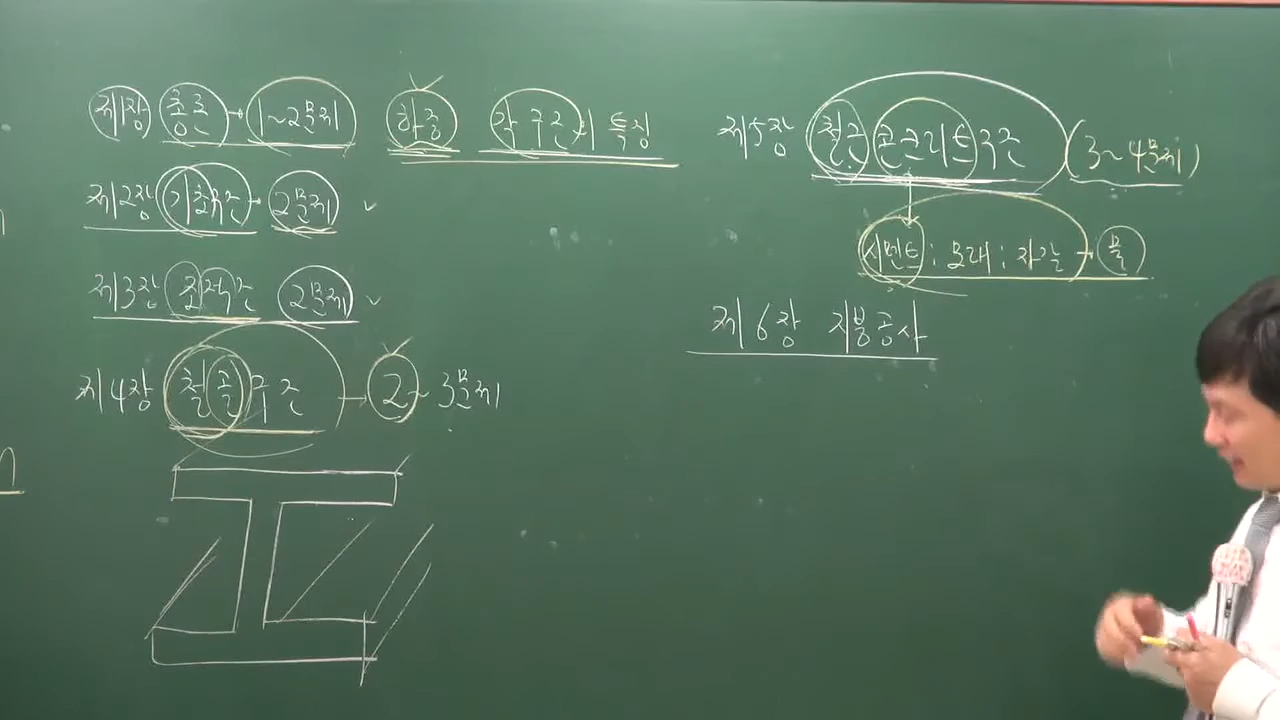 제1장 총론 → 1~2문제 하중 각 구조의 특징
제2장 기초구조 → 2문제
제3장 조적구조 2문제
제4장 철골구조 → 2~3문제
제5장 철근콘크리트구조 (3~4문제)
시멘트 : 모래 : 자갈 + 물
제6장 지붕공사